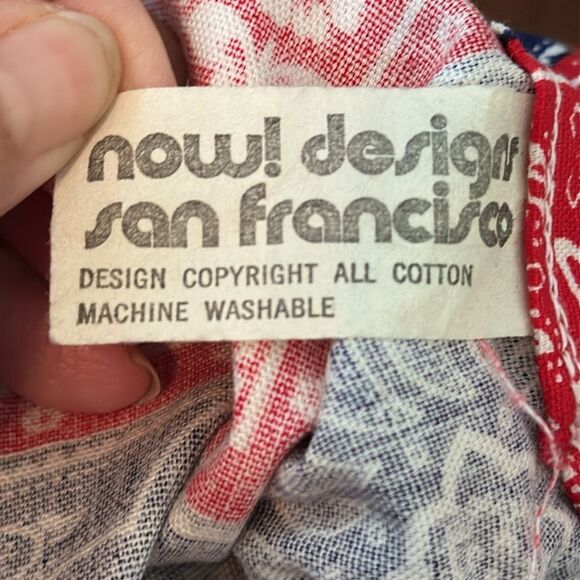 now! designs
san francisco
DESIGN COPYRIGHT ALL COTTON
MACHINE WASHABLE